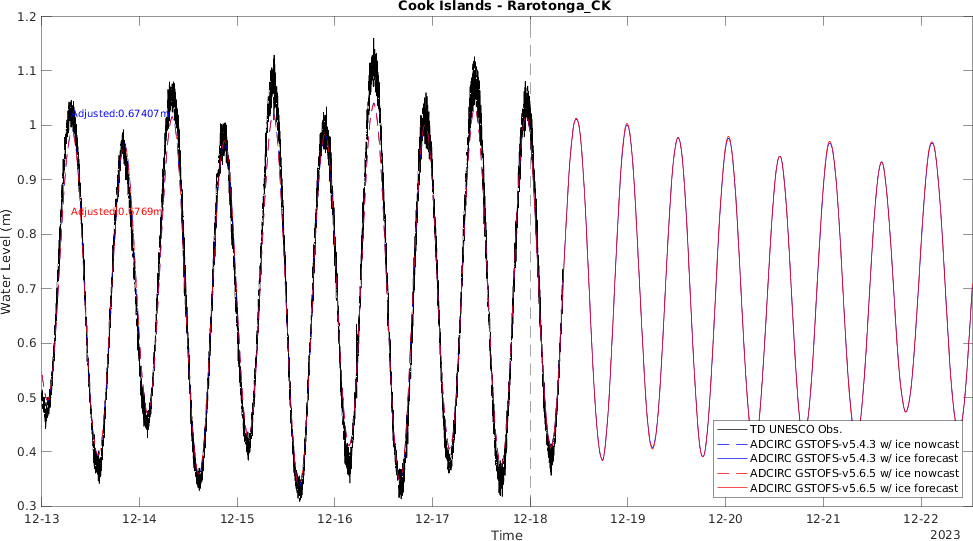 Cook Islands - Rarotonga_CK
1.2
1.1
1
0.9
0.8
0.7
0.6
0.5
0.4
0.3
Water Level (m)
Adjusted:0.67407m
Adjusted:0.6769m
TD UNESCO Obs.
ADCIRC GSTOFS-v5.4.3 w/ ice nowcast
ADCIRC GSTOFS-v5.4.3 w/ ice forecast
ADCIRC GSTOFS-v5.6.5 w/ ice nowcast
ADCIRC GSTOFS-v5.6.5 w/ ice forecast
12-13 12-14 12-15 12-16 12-17 12-18 12-19 12-20 12-21 12-22
Time
2023